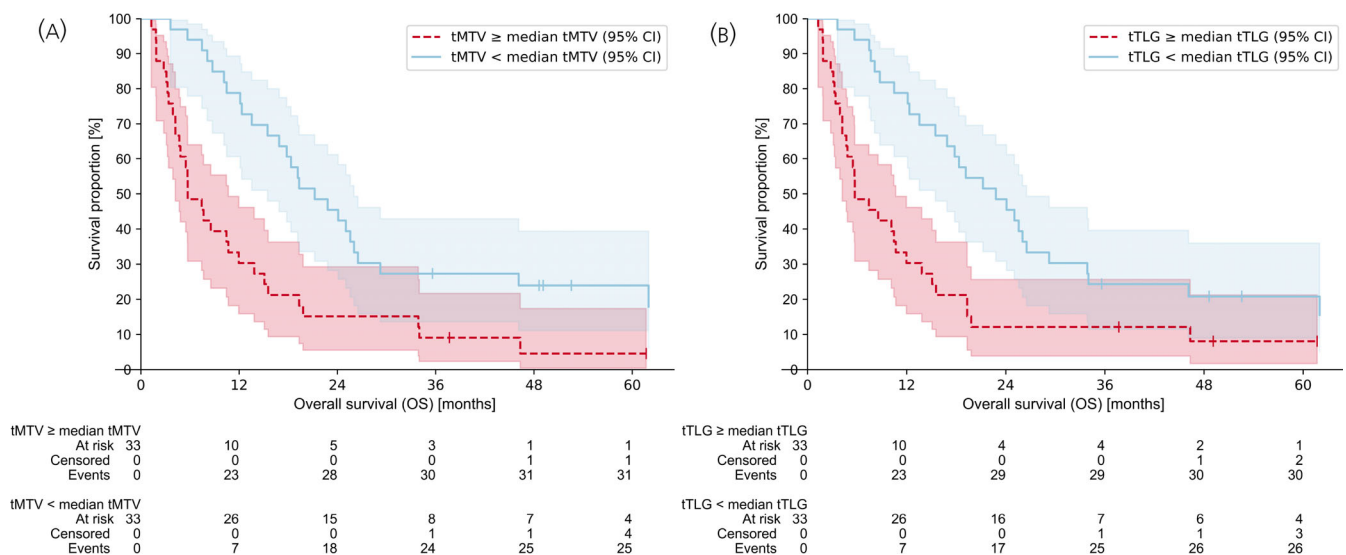 (A)
tMTV ≥ median tMTV (95% CI)
tMTV < median tMTV (95% CI)
Survival proportion [%]
100
90
80
70
60
50
40
30
20
10
0
0 12 24 36 48 60
Overall survival (OS) [months]
tMTV ≥ median tMTV
At risk 33 10 5 3 1 1
Censored 0 0 0 0 1 1
Events 0 23 28 30 31 31
tMTV < median tMTV
At risk 33 26 15 8 7 4
Censored 0 0 0 1 1 4
Events 0 7 18 24 25 25
(B)
tTLG ≥ median tTLG (95% CI)
tTLG < median tTLG (95% CI)
Survival proportion [%]
100
90
80
70
60
50
40
30
20
10
0
0 12 24 36 48 60
Overall survival (OS) [months]
tTLG ≥ median tTLG
At risk 33 10 4 4 2 1
Censored 0 0 0 0 1 2
Events 0 23 29 29 30 30
tTLG < median tTLG
At risk 33 26 16 7 6 4
Censored 0 0 0 1 1 3
Events 0 7 17 25 26 26